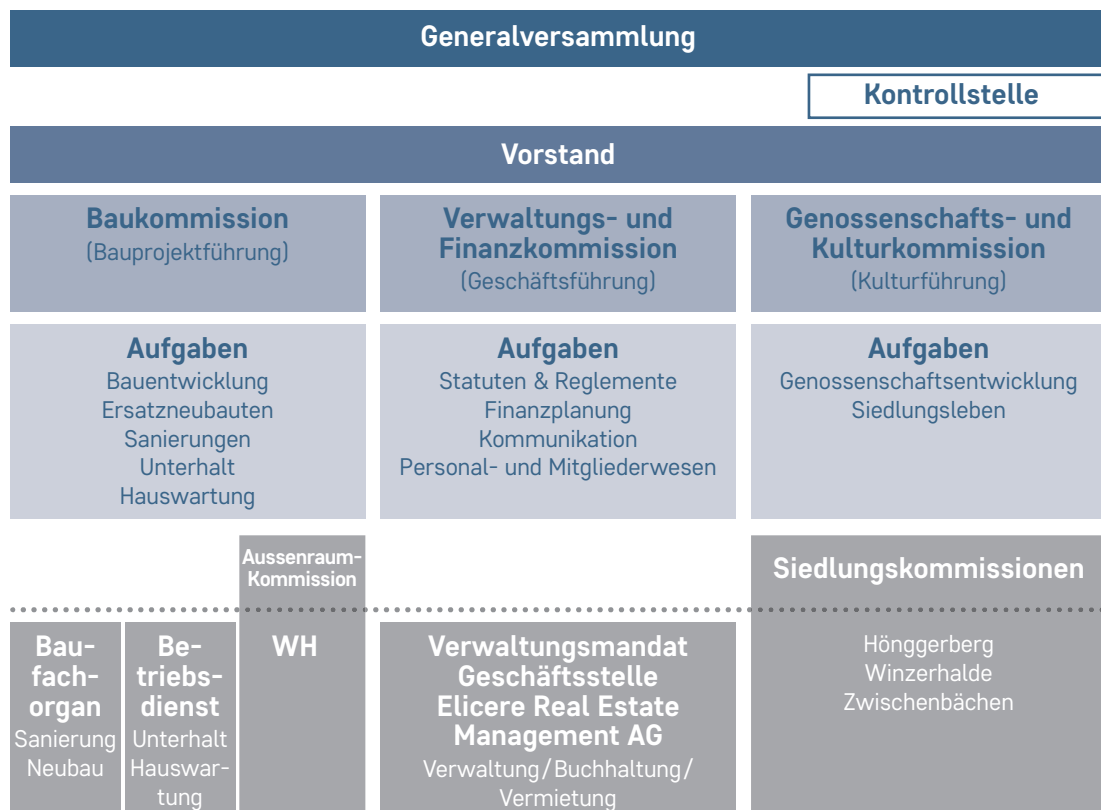 Generalversammlung
Kontrollstelle
Vorstand
Baukommission
(Bauprojektführung)
Verwaltungs- und
Finanzkommission
(Geschäftsführung)
Genossenschafts- und
Kulturkommission
(Kulturführung)
Aufgaben
Bauentwicklung
Ersatzneubauten
Sanierungen
Unterhalt
Hauswartung
Aufgaben
Statuten & Reglemente
Finanzplanung
Kommunikation
Personal- und Mitgliederwesen
Aufgaben
Genossenschaftsentwicklung
Siedlungsleben
Aussenraum-
Kommission
Siedlungskommissionen
Bau-
fach-
organ
Sanierung
Neubau
Be-
triebs-
dienst
Unterhalt
Hauswar-
tung
WH
Verwaltungsmandat
Geschäftsstelle
Elicere Real Estate
Management AG
Verwaltung/Buchhaltung/
Vermietung
Hönggerberg
Winzerhalde
Zwischenbächen